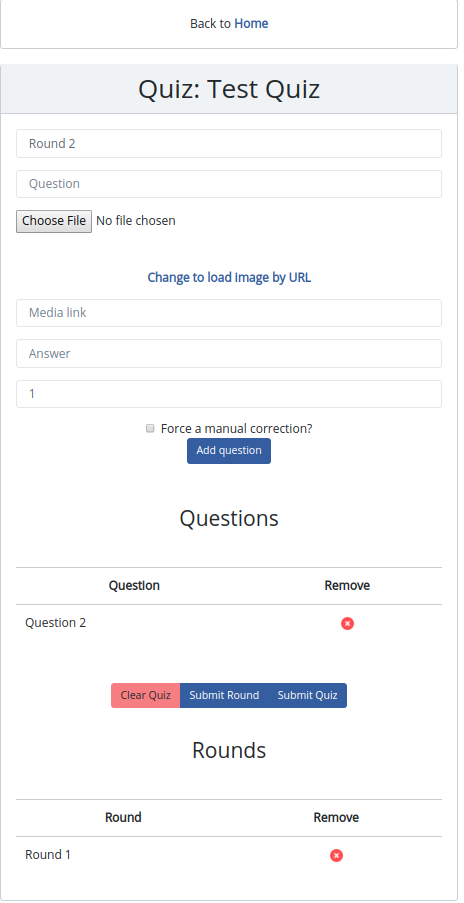 Back to Home
Quiz: Test Quiz
Round 2
Question
Choose File No file chosen
Change to load image by URL
Media link
Answer
1
Force a manual correction?
Add question
Questions
Question Remove
Question 2
Clear Quiz Submit Round Submit Quiz
Rounds
Round Remove
Round 1